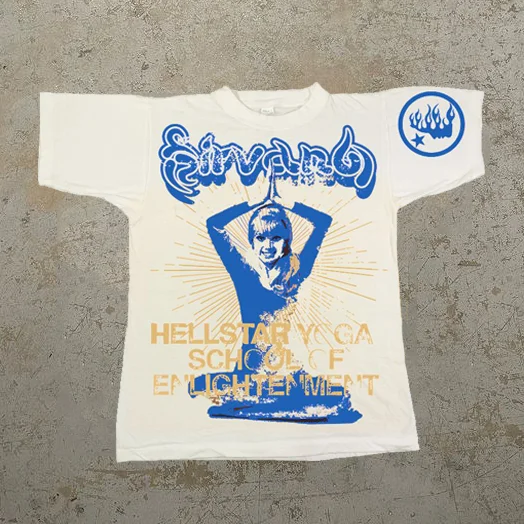 HELLSTAR YOGA
SCHOOL OF
ENLIGHTENMENT